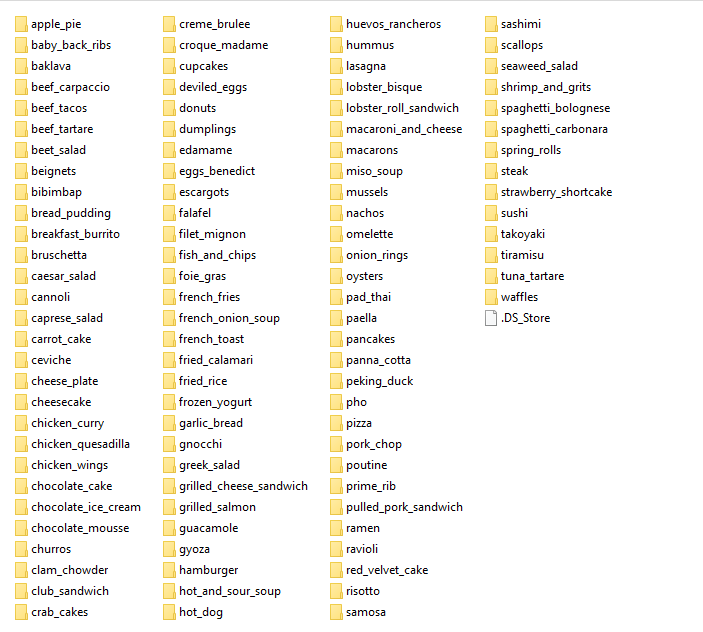 apple_pie
baby_back_ribs
baklava
beef_carpaccio
beef_tacos
beef_tartare
beet_salad
beignets
bibimbap
bread_pudding
breakfast_burrito
bruschetta
caesar_salad
cannoli
caprese_salad
carrot_cake
ceviche
cheese_plate
cheesecake
chicken_curry
chicken_quesadilla
chicken_wings
chocolate_cake
chocolate_ice_cream
chocolate_mousse
churros
clam_chowder
club_sandwich
crab_cakes
creme_brulee
croque_madame
cupcakes
deviled_eggs
donuts
dumplings
edamame
eggs_benedict
escargots
falafel
filet_mignon
fish_and_chips
foie_gras
french_fries
french_onion_soup
french_toast
fried_calamari
fried_rice
frozen_yogurt
garlic_bread
gnocchi
greek_salad
grilled_cheese_sandwich
grilled_salmon
guacamole
gyoza
hamburger
hot_and_sour_soup
hot_dog
huevos_rancheros
hummus
lasagna
lobster_bisque
lobster_roll_sandwich
macaroni_and_cheese
macarons
miso_soup
mussels
nachos
omelette
onion_rings
oysters
pad_thai
paella
pancakes
panna_cotta
peking_duck
pho
pizza
pork_chop
poutine
prime_rib
pulled_pork_sandwich
ramen
ravioli
red_velvet_cake
risotto
samosa
sashimi
scallops
seaweed_salad
shrimp_and_grits
spaghetti_bolognese
spaghetti_carbonara
spring_rolls
steak
strawberry_shortcake
sushi
takoyaki
tiramisu
tuna_tartare
waffles
.DS_Store